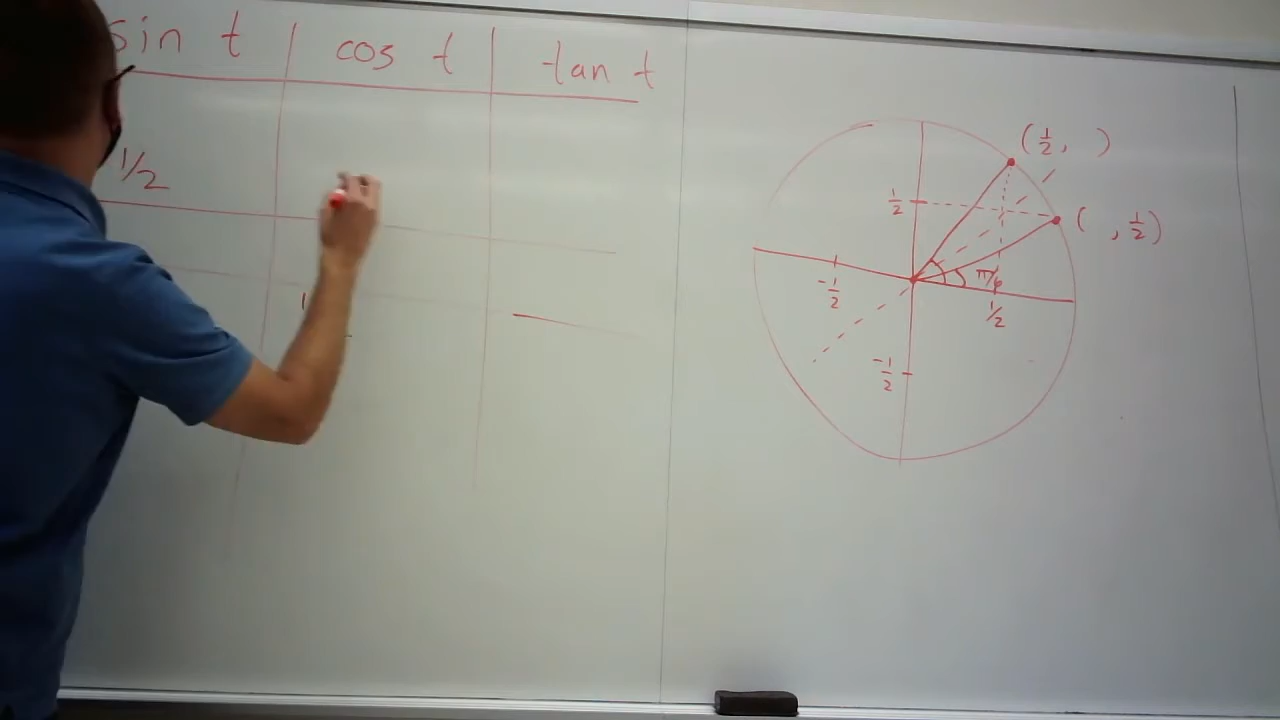 sin t | cos t | tan t
1/2
(1/2, )
1/2
( , 1/2)
π/6
-1/2
1/2
-1/2